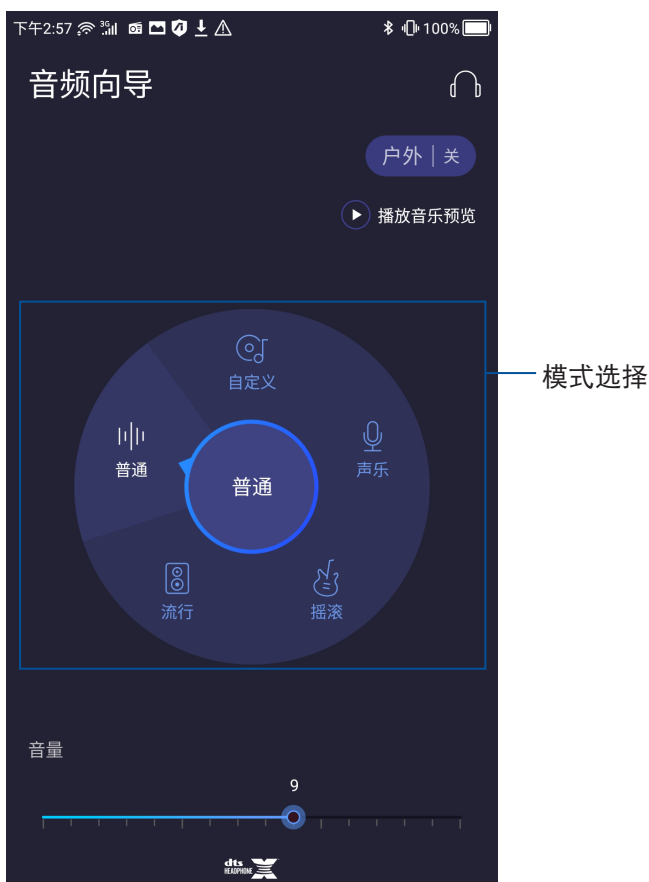 下午2:57 3G 100%
音频向导
户外 | 关
播放音乐预览
自定义
普通
声乐
普通
流行
摇滚
模式选择
音量
9
dts
HEADPHONE X